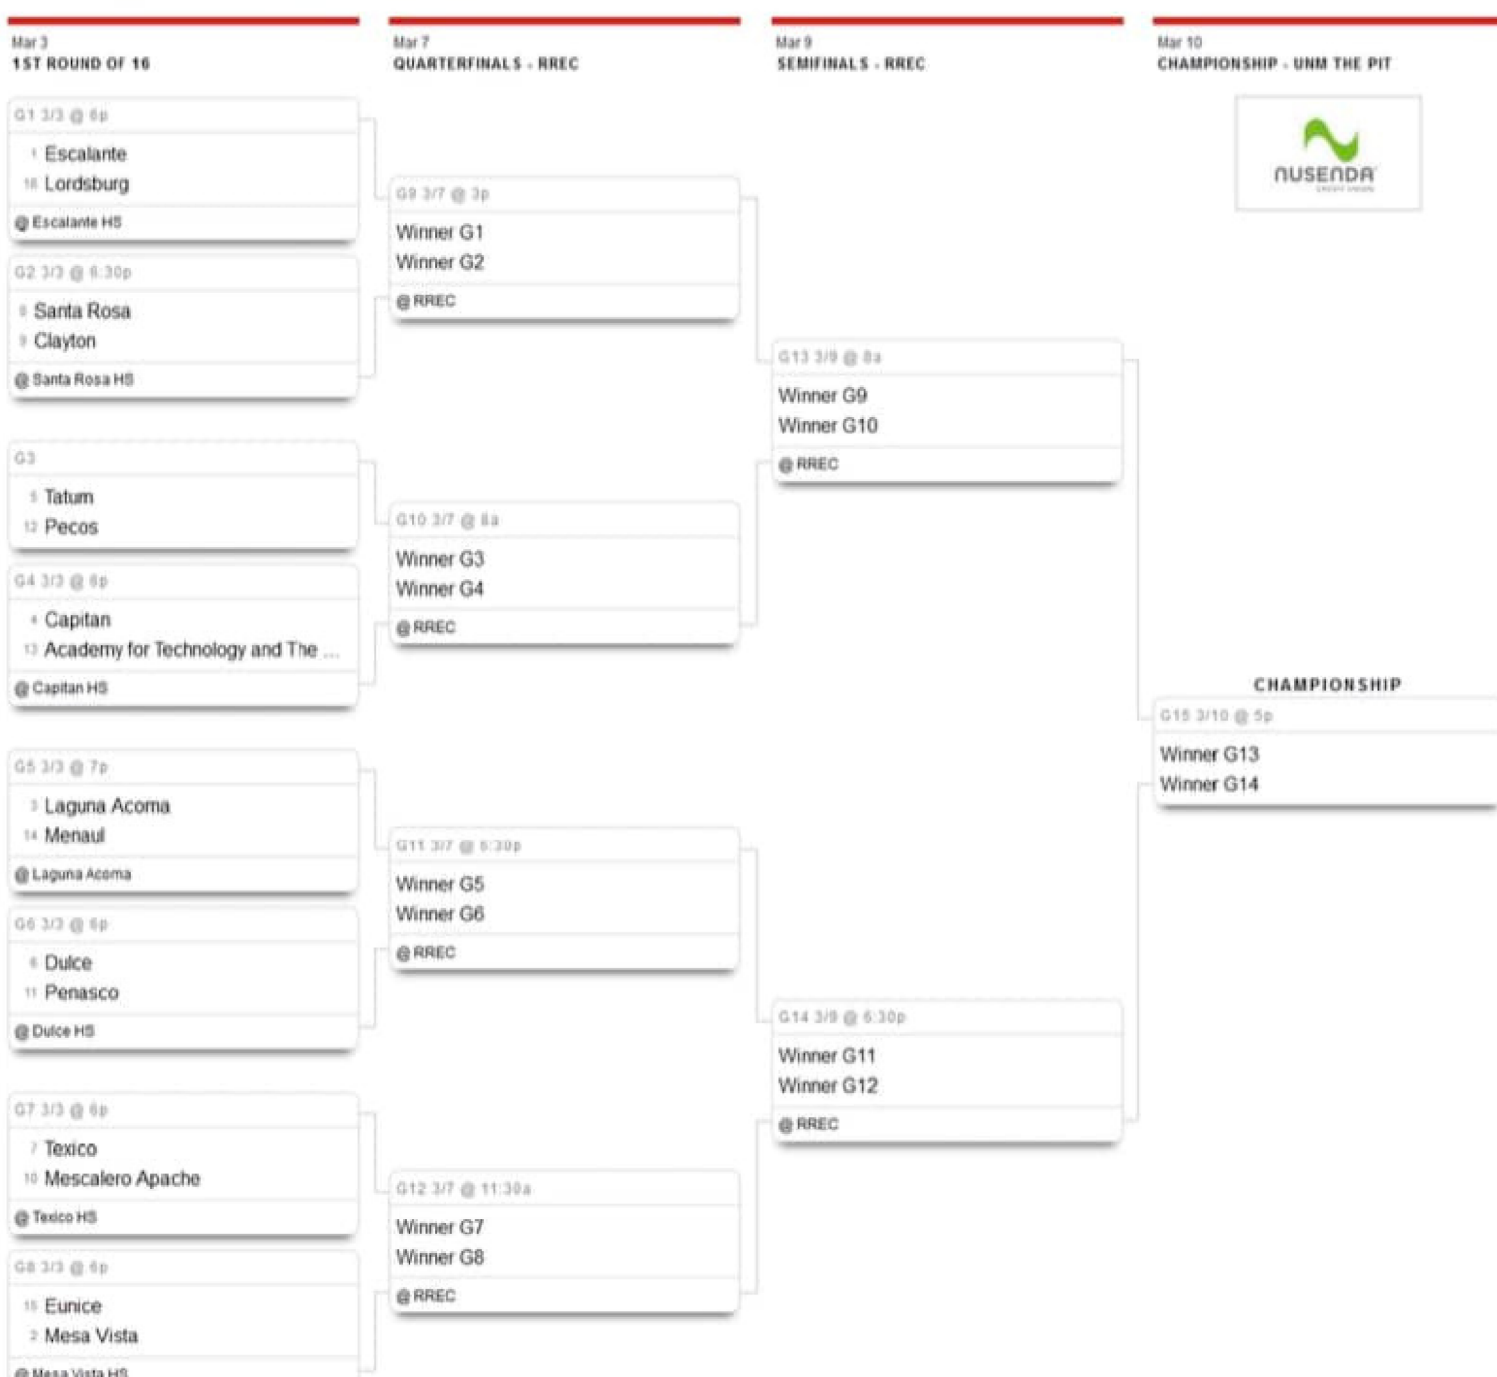 Mar 3
1ST ROUND OF 16
G1 3/3 @ 6p
1 Escalante
16 Lordsburg
@ Escalante HS
G2 3/3 @ 6:30p
8 Santa Rosa
9 Clayton
@ Santa Rosa HS
G3
5 Tatum
12 Pecos
G4 3/3 @ 6p
4 Capitan
13 Academy for Technology and The ...
@ Capitan HS
G5 3/3 @ 7p
3 Laguna Acoma
14 Menaul
@ Laguna Acoma
G6 3/3 @ 6p
6 Dulce
11 Penasco
@ Dulce HS
G7 3/3 @ 6p
7 Texico
10 Mescalero Apache
@ Texico HS
G8 3/3 @ 6p
15 Eunice
2 Mesa Vista
@ Mesa Vista HS
Mar 7
QUARTERFINALS - RREC
G9 3/7 @ 3p
Winner G1
Winner G2
@ RREC
G10 3/7 @ 8a
Winner G3
Winner G4
@ RREC
G11 3/7 @ 6:30p
Winner G5
Winner G6
@ RREC
G12 3/7 @ 11:30a
Winner G7
Winner G8
@ RREC
Mar 9
SEMIFINALS - RREC
G13 3/9 @ 8a
Winner G9
Winner G10
@ RREC
G14 3/9 @ 6:30p
Winner G11
Winner G12
@ RREC
Mar 10
CHAMPIONSHIP - UNM THE PIT
NUSENDA
CREDIT UNION
CHAMPIONSHIP
G15 3/10 @ 5p
Winner G13
Winner G14